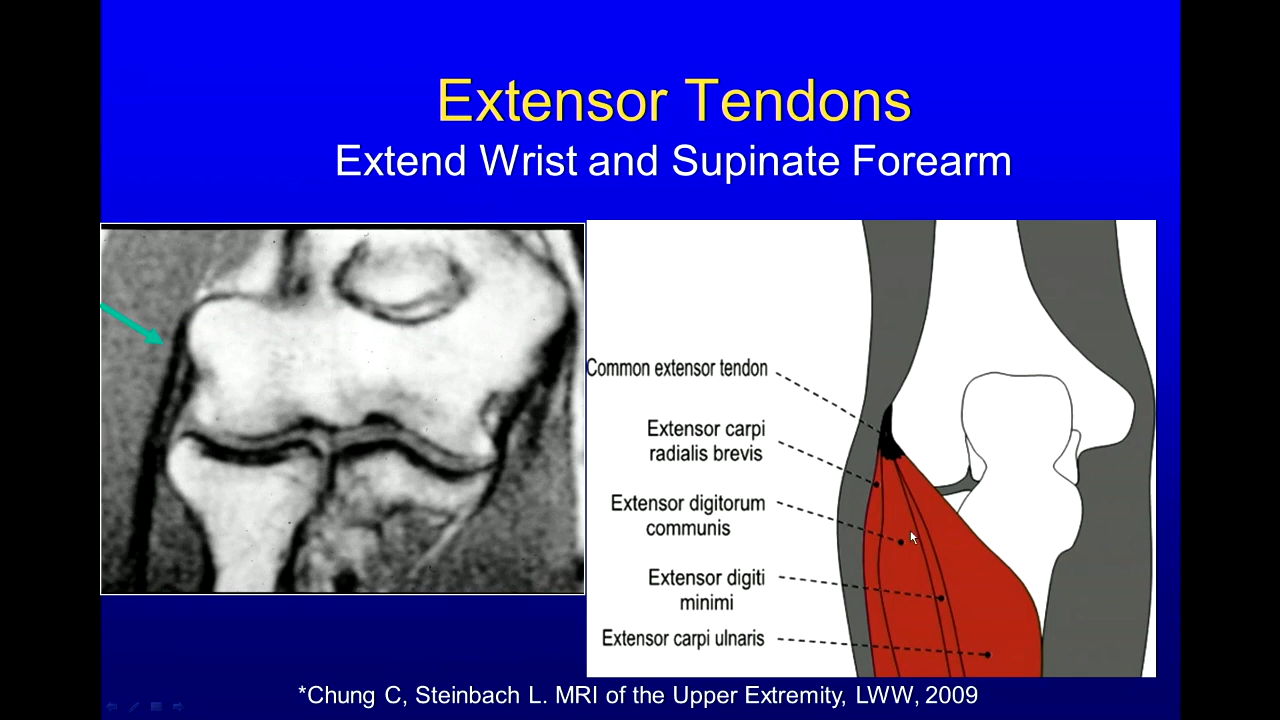 Extensor Tendons
Extend Wrist and Supinate Forearm
Common extensor tendon
Extensor carpi
radialis brevis
Extensor digitorum
communis
Extensor digiti
minimi
Extensor carpi ulnaris
*Chung C, Steinbach L. MRI of the Upper Extremity, LWW, 2009